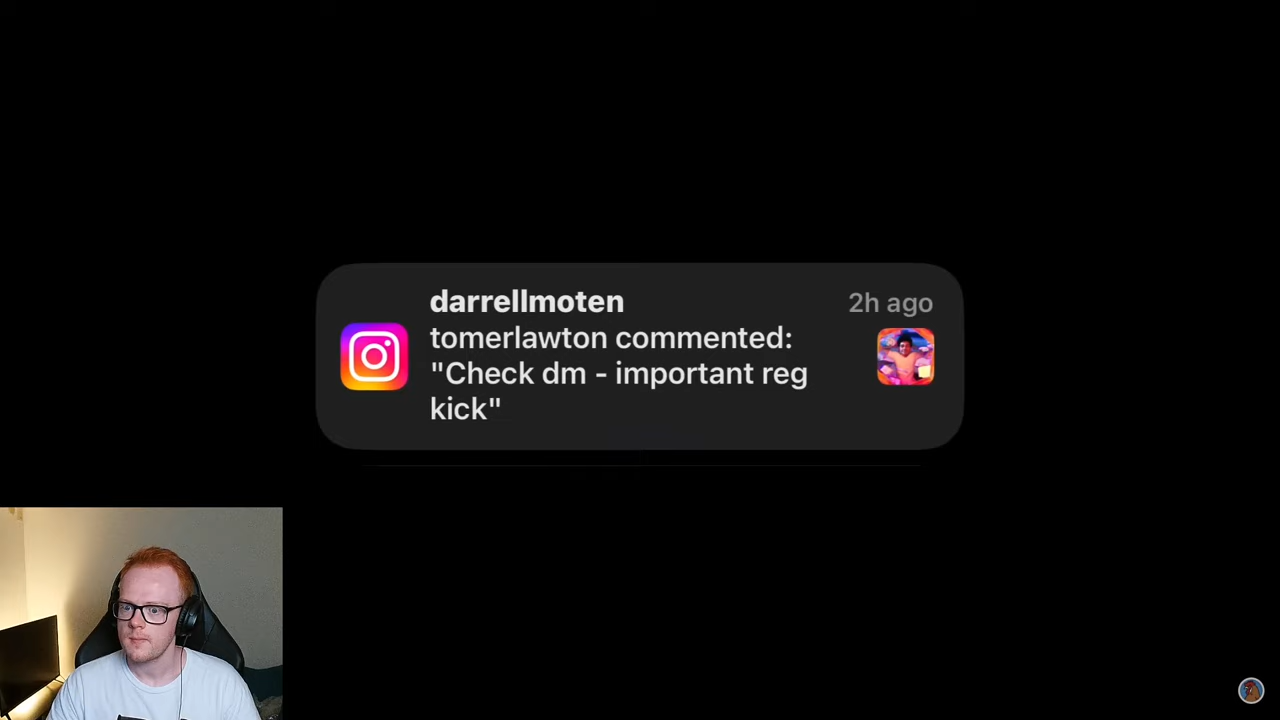 darrellmoten
2h ago
tomerlawton commented:
"Check dm - important reg
kick"